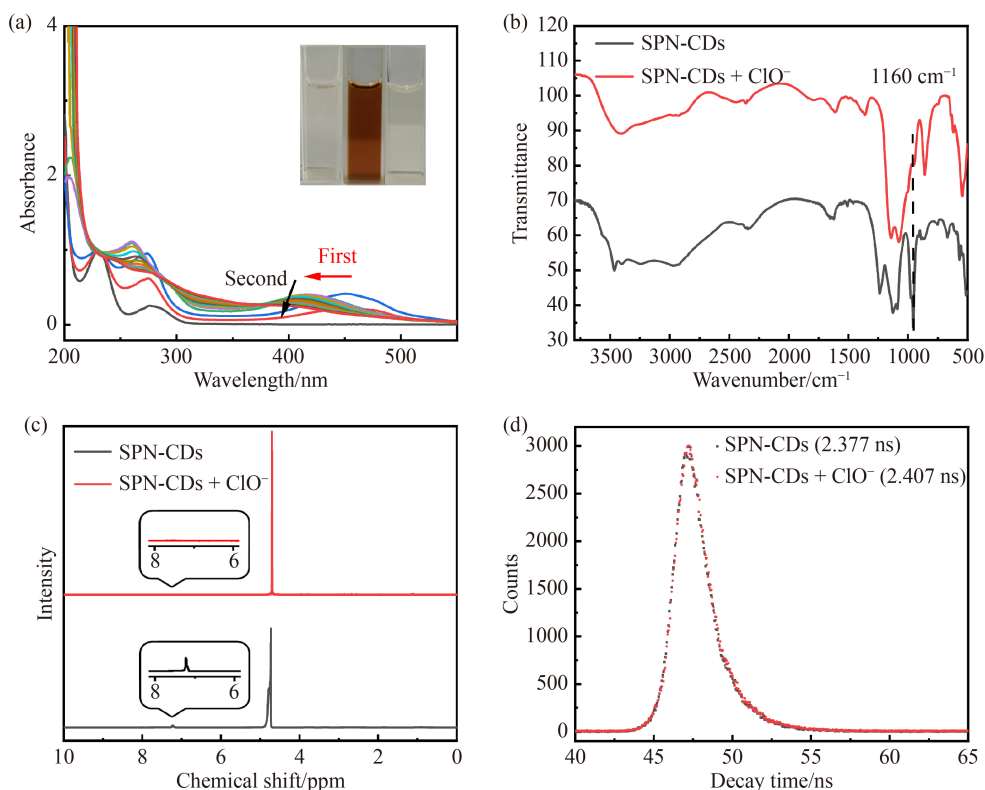 (a)
4
2
0
Absorbance
First
Second
200
300
400
500
Wavelength/nm
(b)
SPN-CDs
SPN-CDs + ClO⁻
1160 cm⁻¹
110
100
90
80
70
60
50
40
30
Transmittance
3500
3000
2500
2000
1500
1000
500
Wavenumber/cm⁻¹
(c)
SPN-CDs
SPN-CDs + ClO⁻
8
6
8
6
Intensity
10
8
6
4
2
0
Chemical shift/ppm
(d)
SPN-CDs (2.377 ns)
SPN-CDs + ClO⁻ (2.407 ns)
3000
2500
2000
1500
1000
500
0
Counts
40
45
50
55
60
65
Decay time/ns